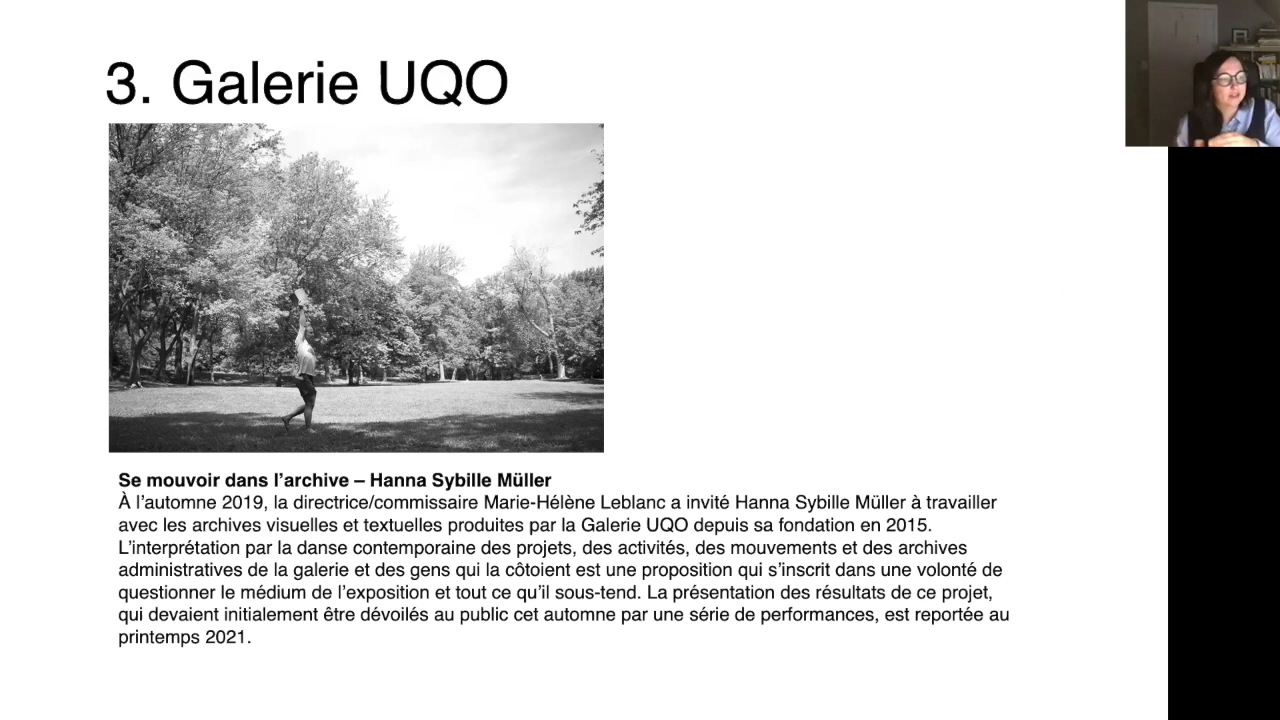 3. Galerie UQO
Se mouvoir dans l’archive – Hanna Sybille Müller
À l’automne 2019, la directrice/commissaire Marie-Hélène Leblanc a invité Hanna Sybille Müller à travailler
avec les archives visuelles et textuelles produites par la Galerie UQO depuis sa fondation en 2015.
L’interprétation par la danse contemporaine des projets, des activités, des mouvements et des archives
administratives de la galerie et des gens qui la côtoient est une proposition qui s’inscrit dans une volonté de
questionner le médium de l’exposition et tout ce qu’il sous-tend. La présentation des résultats de ce projet,
qui devaient initialement être dévoilés au public cet automne par une série de performances, est reportée au
printemps 2021.